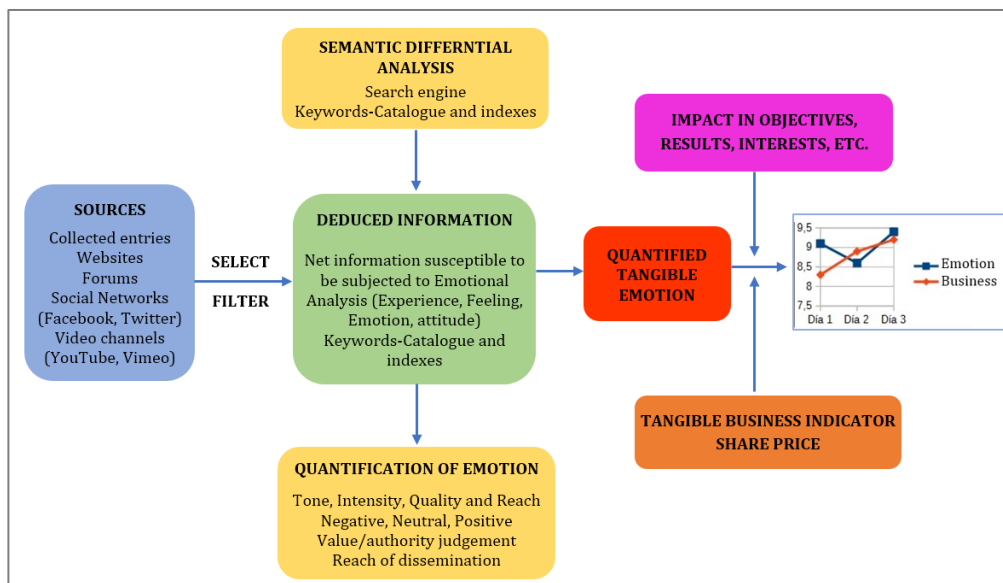 SEMANTIC DIFFERNTIAL
ANALYSIS
Search engine
Keywords-Catalogue and indexes
IMPACT IN OBJECTIVES,
RESULTS, INTERESTS, ETC.
SOURCES
Collected entries
Websites
Forums
Social Networks
(Facebook, Twitter)
Video channels
(YouTube, Vimeo)
SELECT
FILTER
DEDUCED INFORMATION
Net information susceptible to
be subjected to Emotional
Analysis (Experience, Feeling,
Emotion, attitude)
Keywords-Catalogue and
indexes
QUANTIFIED
TANGIBLE
EMOTION
9,5
9
8,5
8
7,5
Día 1 Día 2 Día 3
Emotion
Business
TANGIBLE BUSINESS INDICATOR
SHARE PRICE
QUANTIFICATION OF EMOTION
Tone, Intensity, Quality and Reach
Negative, Neutral, Positive
Value/authority judgement
Reach of dissemination